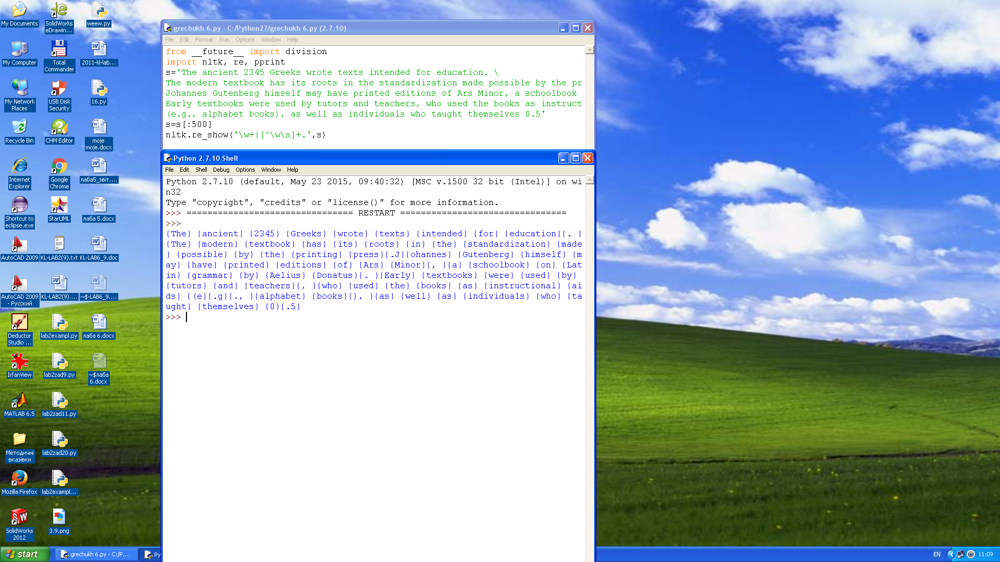 My Documents
SolidWorks
eDrawin...
weew.py
My Computer
Total
Commander
2011-kl-lab...
My Network
Places
USB Disk
Security
16.py
Recycle Bin
CHM Editor
moje
moje.docx
Internet
Explorer
Google
Chrome
лаба5_звіт....
Shortcut to
eclipse.exe
StarUML
лаба 5.docx
AutoCAD 2009
KL-LAB2(9).txt
KL-LAB6_9.doc
AutoCAD 2009
- Русский
KL-LAB2(9)....
~$-LAB6_9....
Deductor
Studio ...
lab2exampl.py
лаба 6.docx
IrfanView
lab2zad9.py
~$лаба
6.docx
MATLAB 6.5
lab2zad11.py
Методичні
вказівки
lab2zad20.py
Mozilla Firefox
lab2exampl...
SolidWorks
2012
3.9.png
grechukh 6.py - C:/Python27/grechukh 6.py (2.7.10)
File Edit Format Run Options Window Help
from __future__ import division
import nltk, re, pprint
s='The ancient 2345 Greeks wrote texts intended for education. \
The modern textbook has its roots in the standardization made possible by the pr
Johannes Gutenberg himself may have printed editions of Ars Minor, a schoolbook
Early textbooks were used by tutors and teachers, who used the books as instruct
(e.g., alphabet books), as well as individuals who taught themselves 0.5'
s=s[:500]
nltk.re_show('\w+|[^\w\s]+.',s)
Python 2.7.10 Shell
File Edit Shell Debug Options Window Help
Python 2.7.10 (default, May 23 2015, 09:40:32) [MSC v.1500 32 bit (Intel)] on wi
n32
Type "copyright", "credits" or "license()" for more information.
>>> ================================ RESTART ================================
>>>
{The} {ancient} {2345} {Greeks} {wrote} {texts} {intended} {for} {education}{. }
{The} {modern} {textbook} {has} {its} {roots} {in} {the} {standardization} {made
} {possible} {by} {the} {printing} {press}{.J}{ohannes} {Gutenberg} {himself} {m
ay} {have} {printed} {editions} {of} {Ars} {Minor}{, }{a} {schoolbook} {on} {Lat
in} {grammar} {by} {Aelius} {Donatus}{. }{Early} {textbooks} {were} {used} {by}
{tutors} {and} {teachers}{, }{who} {used} {the} {books} {as} {instructional} {ai
ds} {(e}{.g}{., }{alphabet} {books}{), }{as} {well} {as} {individuals} {who} {ta
ught} {themselves} {0}{.5}
>>>
start
grechukh 6.py - C:/P...
Py
EN
11:09